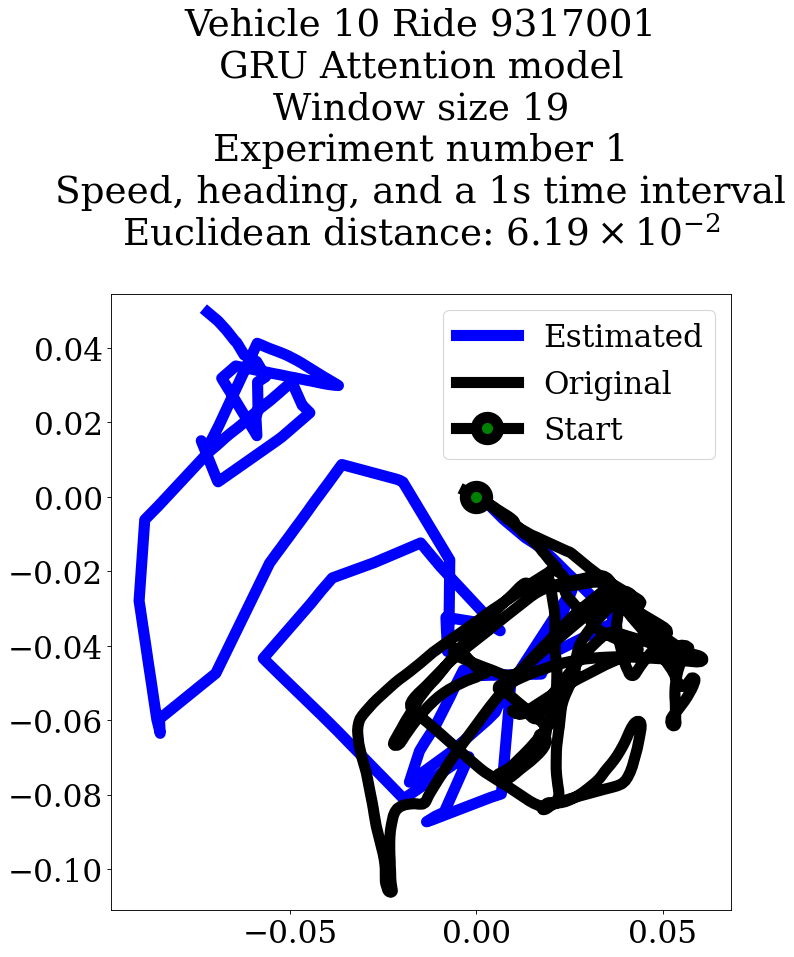 Vehicle 10 Ride 9317001
GRU Attention model
Window size 19
Experiment number 1
Speed, heading, and a 1s time interval
Euclidean distance: 6.19 × 10⁻²
Estimated
Original
Start
0.04
0.02
0.00
−0.02
−0.04
−0.06
−0.08
−0.10
−0.05
0.00
0.05